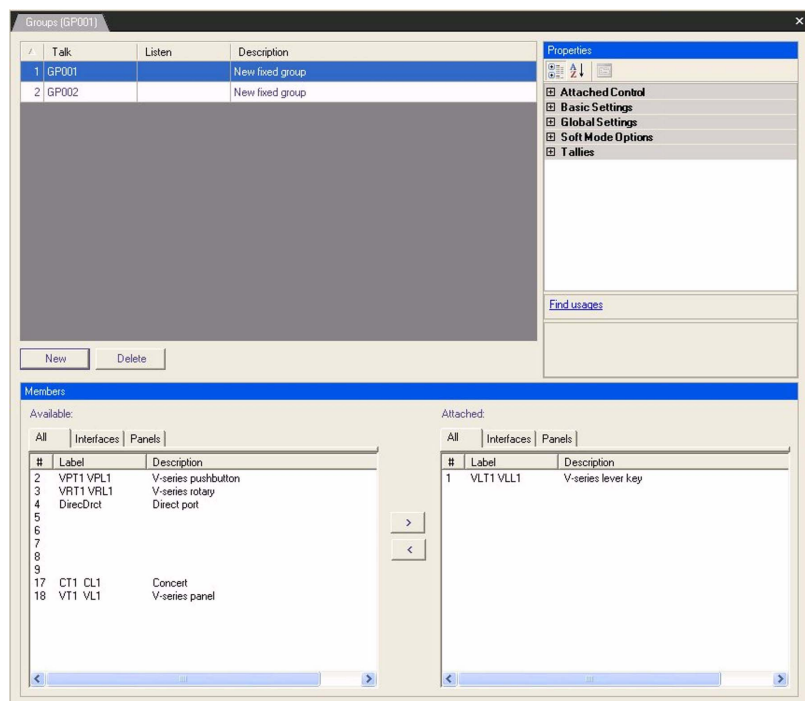 Groups (GP001)
Talk Listen Description
1 GP001 New fixed group
2 GP002 New fixed group
New Delete
Properties
Attached Control
Basic Settings
Global Settings
Soft Mode Options
Tallies
Find usages
Members
Available:
All Interfaces Panels
# Label Description
2 VPT1 VPL1 V-series pushbutton
3 VRT1 VRL1 V-series rotary
4 DirecDrct Direct port
5
6
7
8
9
17 CT1 CL1 Concert
18 VT1 VL1 V-series panel
>
<
Attached:
All Interfaces Panels
# Label Description
1 VLT1 VLL1 V-series lever key